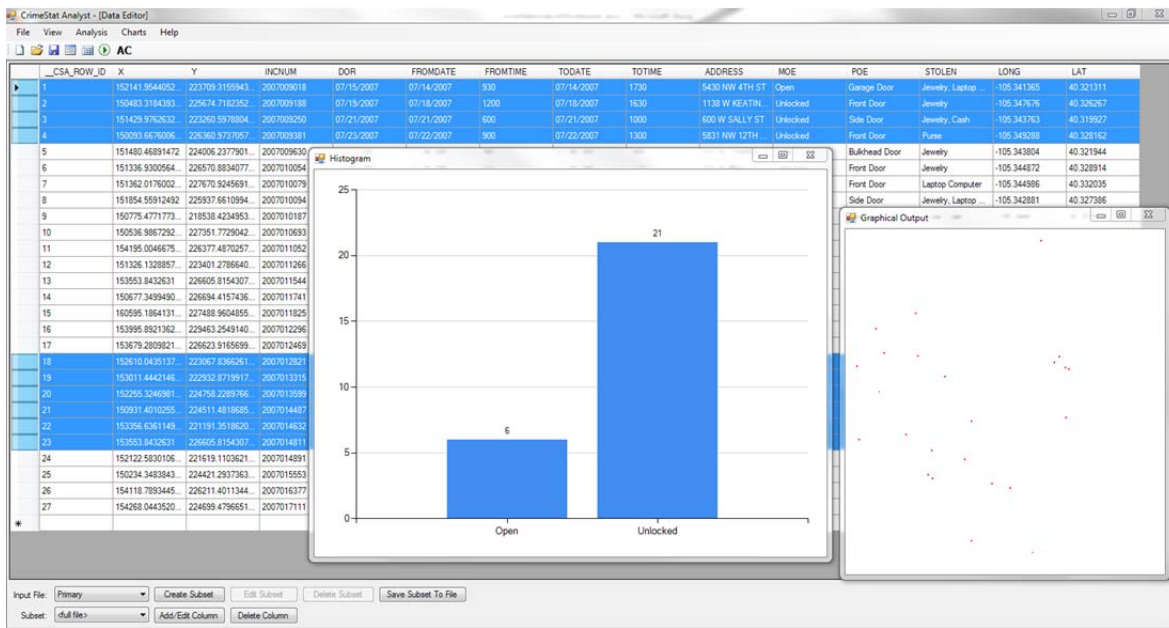 CrimeStat Analyst - [Data Editor]
File View Analysis Charts Help
AC
__CSA_ROW_ID X Y INCNUM DOR FROMDATE FROMTIME TODATE TOTIME ADDRESS MOE POE STOLEN LONG LAT
1 152141.9544052... 223709.3155943... 2007009018 07/15/2007 07/14/2007 930 07/14/2007 1730 5430 NW 4TH ST Open Garage Door Jewelry, Laptop ... -105.341365 40.321311
2 150483.3184393... 225674.7182352... 2007009188 07/19/2007 07/18/2007 1200 07/18/2007 1630 1138 W KEATIN... Unlocked Front Door Jewelry -105.347676 40.326267
3 151429.9762632... 223260.5978804... 2007009250 07/21/2007 07/21/2007 600 07/21/2007 1000 600 W SALLY ST Unlocked Side Door Jewelry, Cash -105.343763 40.319927
4 150093.6676006... 226360.9737057... 2007009381 07/23/2007 07/22/2007 900 07/22/2007 1300 5831 NW 12TH ... Unlocked Front Door Purse -105.349288 40.328162
5 151480.46891472 224006.2377901... 2007009630 Bulkhead Door Jewelry -105.343804 40.321944
6 151336.9300564... 226570.8834077... 2007010054 Front Door Jewelry -105.344872 40.328914
7 151362.0176002... 227670.9245691... 2007010079 Front Door Laptop Computer -105.344986 40.332035
8 151854.55912492 225937.6610994... 2007010094 Side Door Jewelry, Laptop ... -105.342881 40.327386
9 150775.4771773... 218538.4234953... 2007010187
10 150536.9867292... 227351.7729042... 2007010693
11 154195.0046675... 226377.4870257... 2007011052
12 151326.1328857... 223401.2786640... 2007011266
13 153553.8432631 226605.8154307... 2007011544
14 150677.3499490... 226694.4157436... 2007011741
15 160595.1864131... 227488.9604855... 2007011825
16 153995.8921362... 229463.2549140... 2007012296
17 153679.2809821... 226623.9165699... 2007012469
18 152610.0435137... 223067.8366261... 2007012821
19 153011.4442146... 222932.8719917... 2007013315
20 152255.3246981... 224758.2289766... 2007013599
21 150931.4010255... 224511.4818685... 2007014487
22 153356.6361149... 221191.3518620... 2007014632
23 153553.8432631 226605.8154307... 2007014811
24 152122.5830106... 221619.1103621... 2007014891
25 150234.3483843... 224421.2937363... 2007015553
26 154118.7893445... 226211.4011344... 2007016377
27 154268.0443520... 224699.4796651... 2007017111
Histogram
25
20
15
10
5
0
6
21
Open Unlocked
Graphical Output
Input File: Primary Create Subset Edit Subset Delete Subset Save Subset To File
Subset: <full file> Add/Edit Column Delete Column